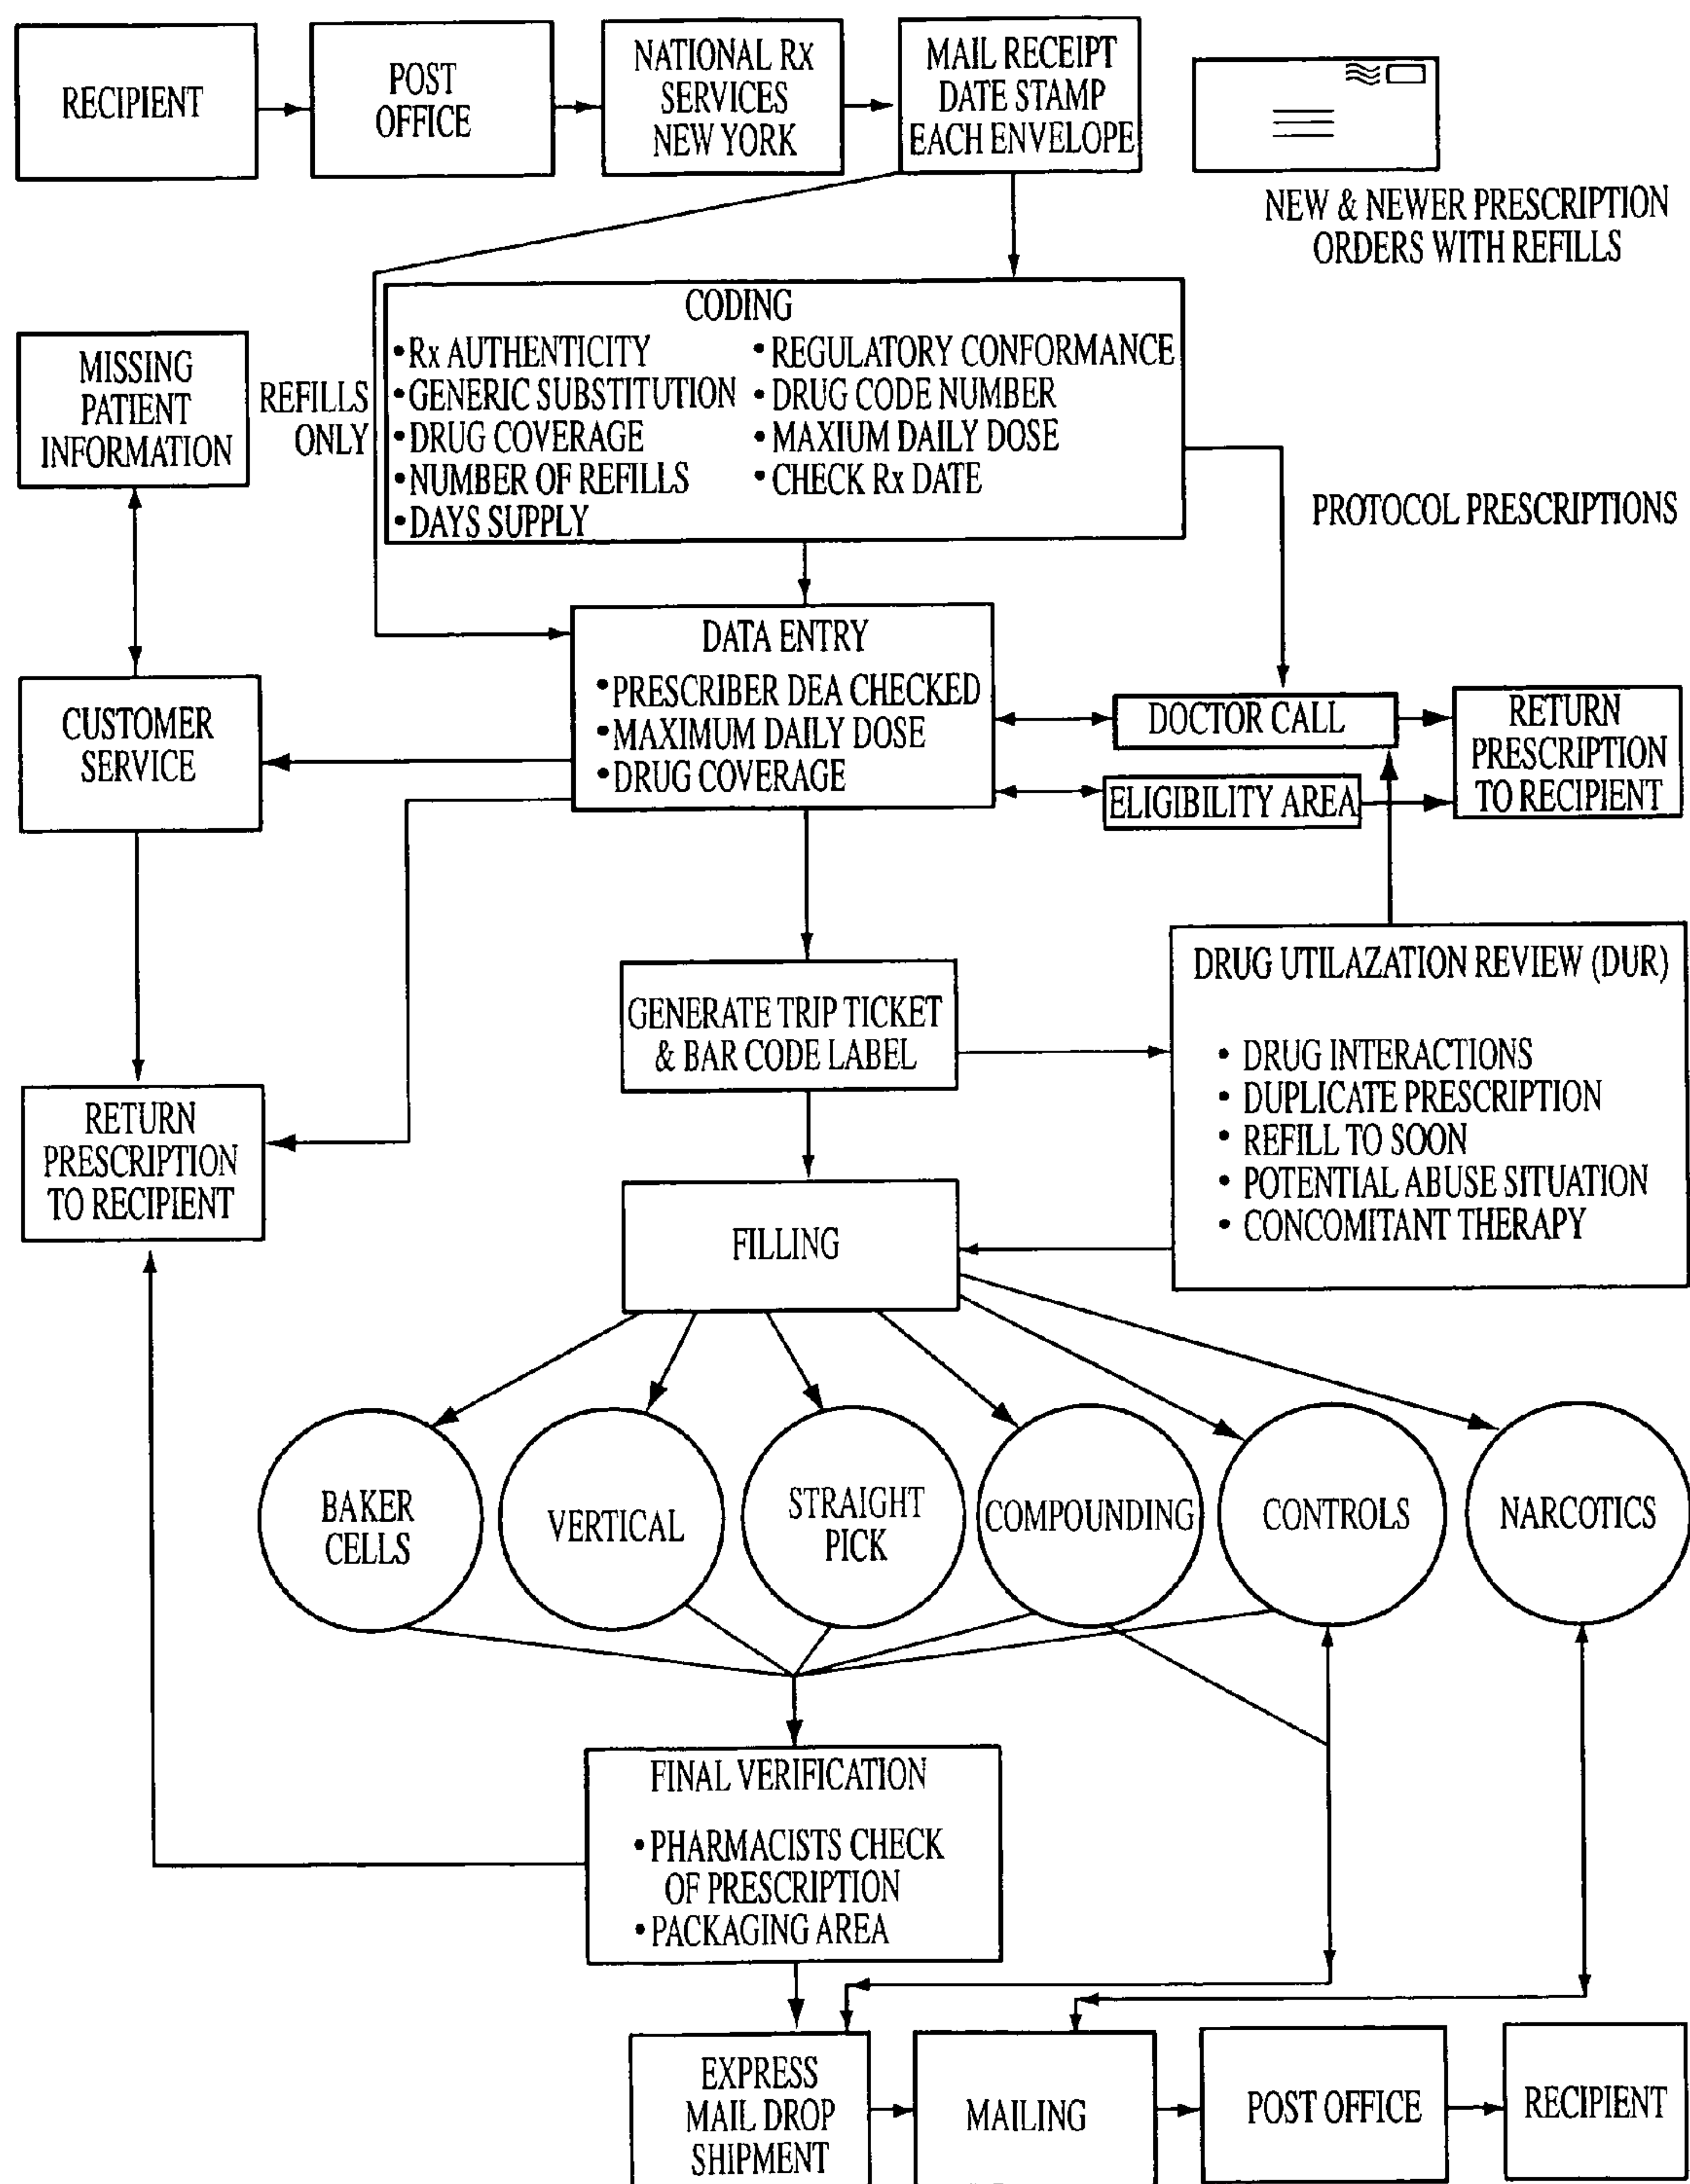 RECIPIENT
POST
OFFICE
NATIONAL Rx
SERVICES
NEW YORK
MAIL RECEIPT
DATE STAMP
EACH ENVELOPE
NEW & NEWER PRESCRIPTION
ORDERS WITH REFILLS
CODING
•Rx AUTHENTICITY
•GENERIC SUBSTITUTION
•DRUG COVERAGE
•NUMBER OF REFILLS
•DAYS SUPPLY
•REGULATORY CONFORMANCE
•DRUG CODE NUMBER
•MAXIUM DAILY DOSE
•CHECK Rx DATE
MISSING
PATIENT
INFORMATION
REFILLS
ONLY
PROTOCOL PRESCRIPTIONS
DATA ENTRY
•PRESCRIBER DEA CHECKED
•MAXIMUM DAILY DOSE
•DRUG COVERAGE
CUSTOMER
SERVICE
DOCTOR CALL
ELIGIBILITY AREA
RETURN
PRESCRIPTION
TO RECIPIENT
GENERATE TRIP TICKET
& BAR CODE LABEL
DRUG UTILAZATION REVIEW (DUR)
• DRUG INTERACTIONS
• DUPLICATE PRESCRIPTION
• REFILL TO SOON
• POTENTIAL ABUSE SITUATION
• CONCOMITANT THERAPY
RETURN
PRESCRIPTION
TO RECIPIENT
FILLING
BAKER
CELLS
VERTICAL
STRAIGHT
PICK
COMPOUNDING
CONTROLS
NARCOTICS
FINAL VERIFICATION
•PHARMACISTS CHECK
OF PRESCRIPTION
•PACKAGING AREA
EXPRESS
MAIL DROP
SHIPMENT
MAILING
POST OFFICE
RECIPIENT